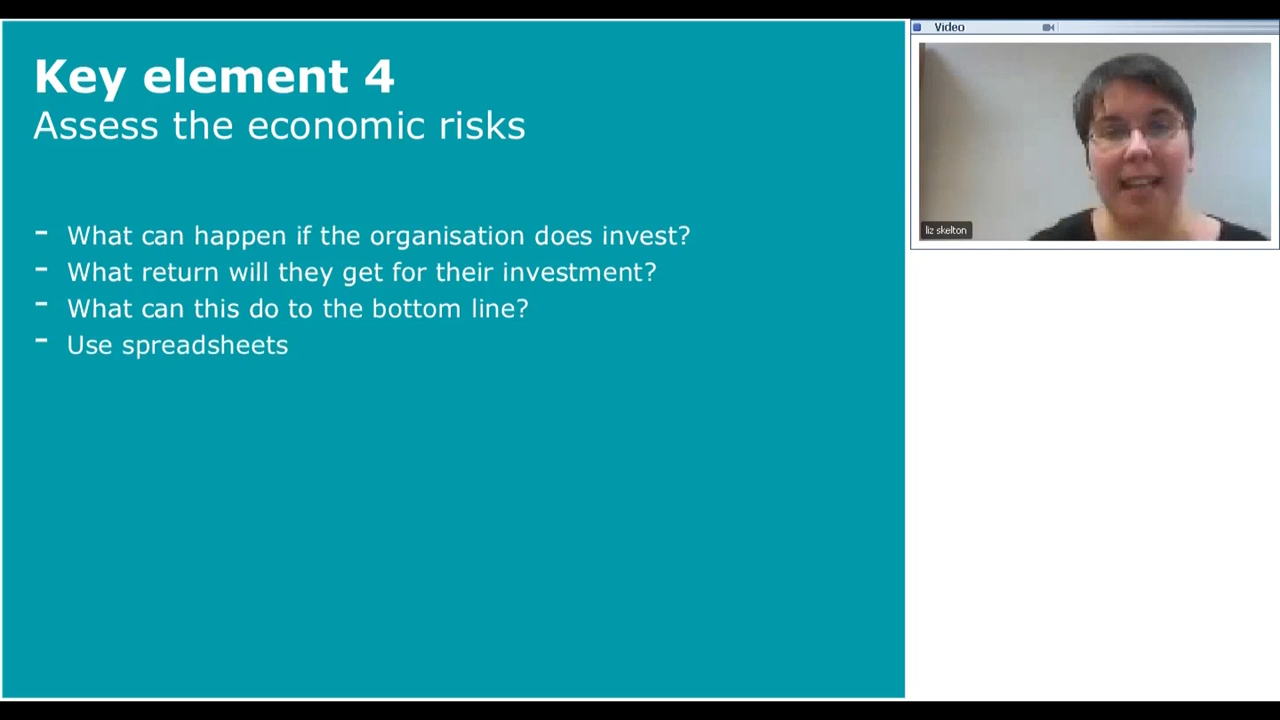 Key element 4
Assess the economic risks
- What can happen if the organisation does invest?
- What return will they get for their investment?
- What can this do to the bottom line?
- Use spreadsheets
Video
liz skelton